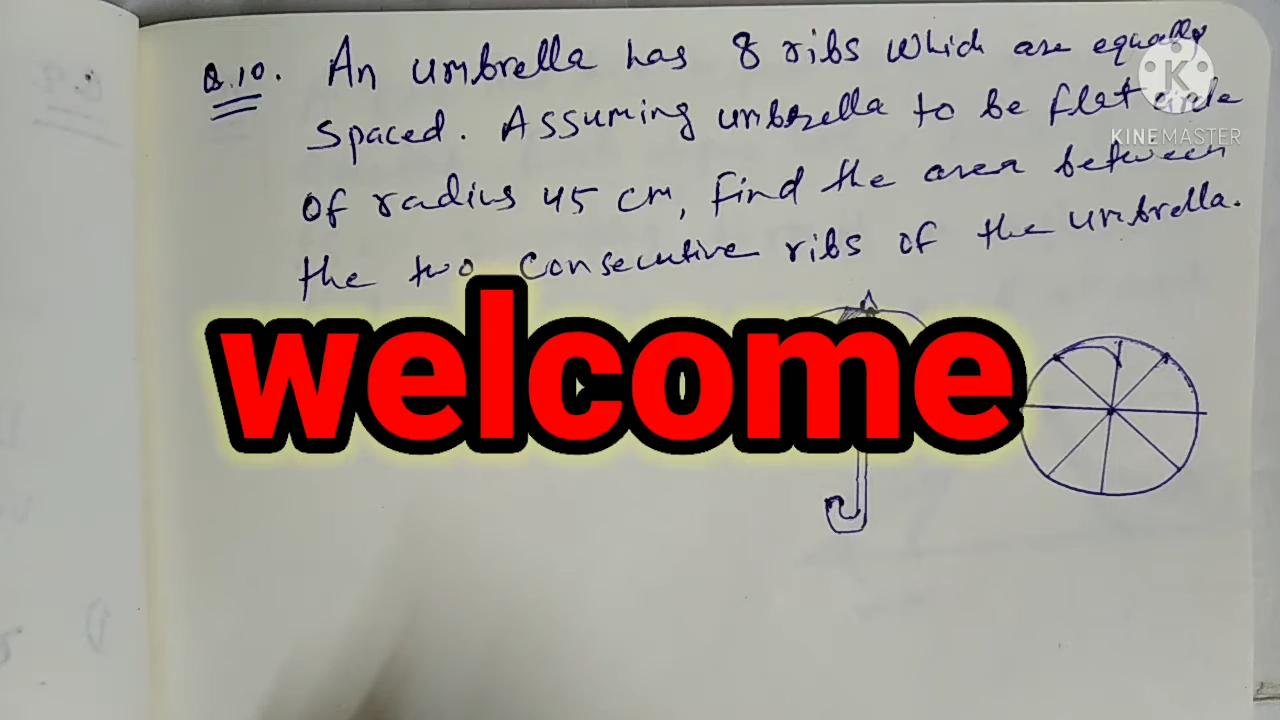 Q.10. An umbrella has 8 ribs which are equally
spaced. Assuming umbrella to be flat circle
of radius 45 cm, find the area between
the two consecutive ribs of the umbrella.
welcome
K
KINEMASTER